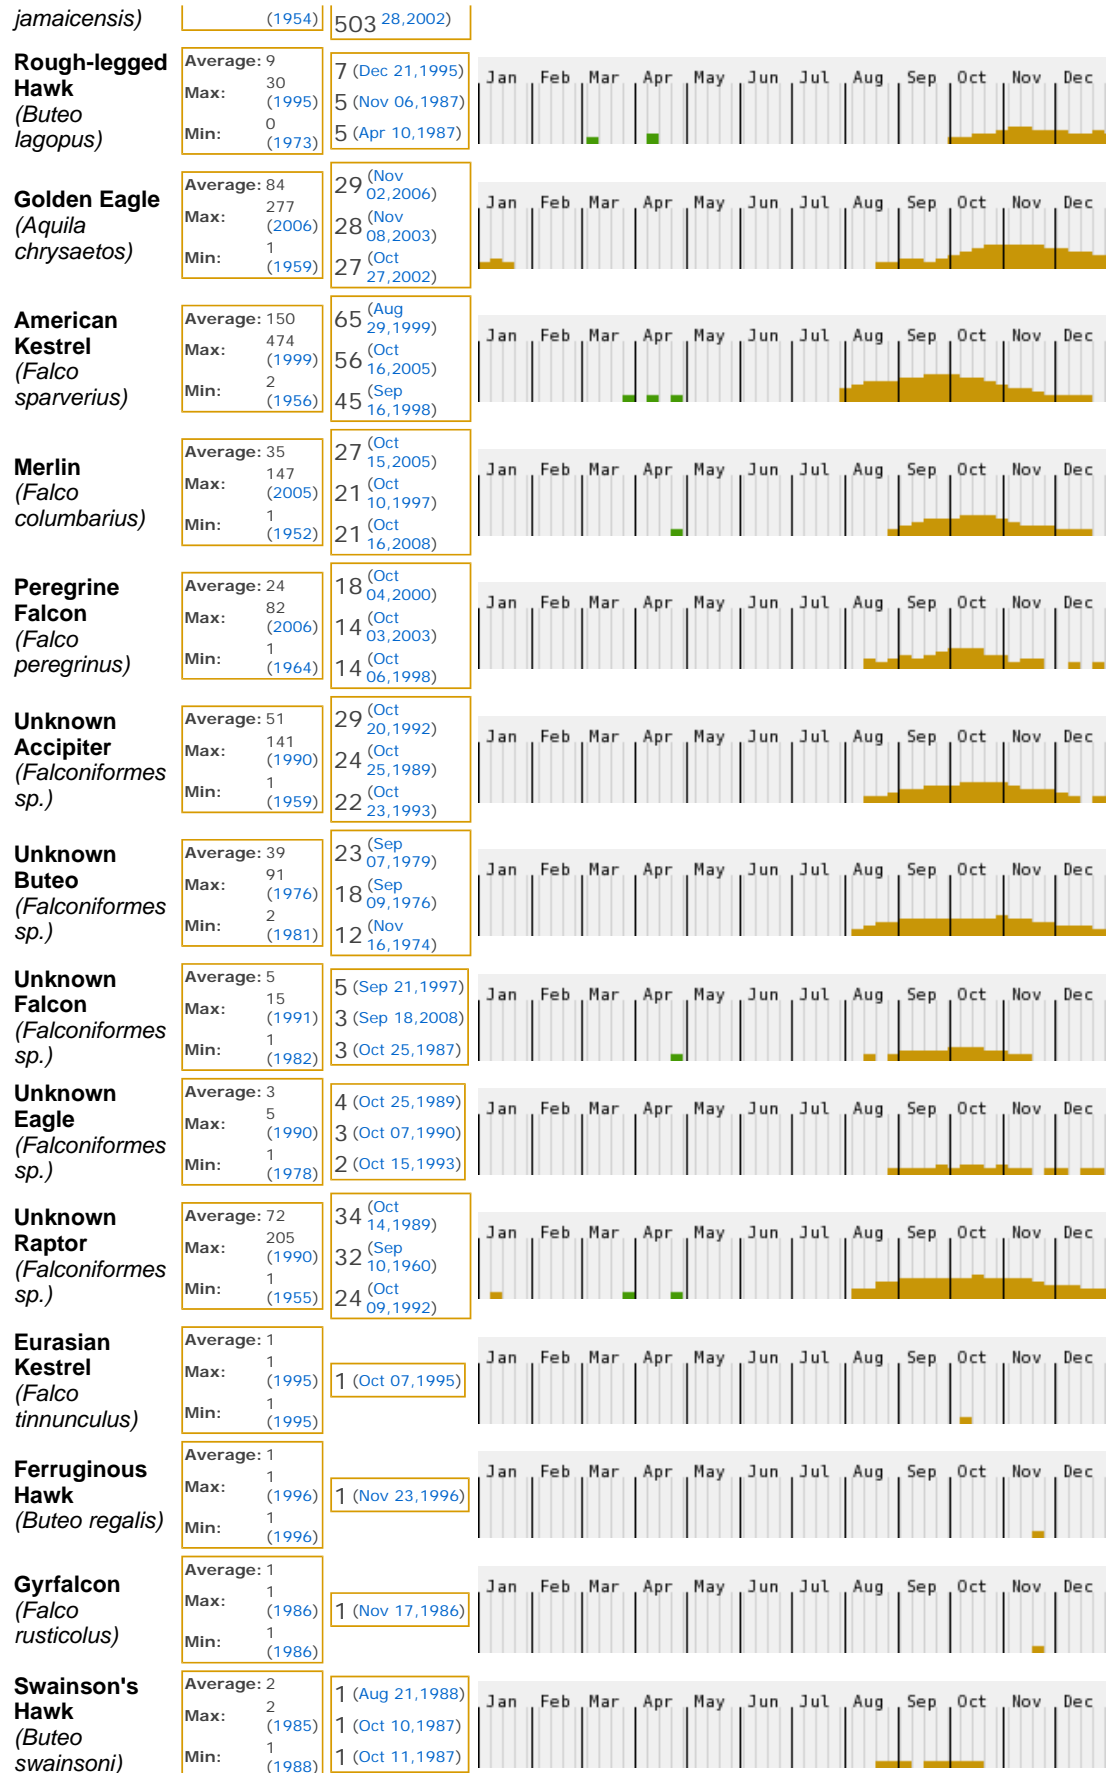 jamaicensis)
(1954)
503 28,2002)
Rough-legged
Hawk
(Buteo
lagopus)
Average: 9
Max: 30
(1995)
Min: 0
(1973)
7 (Dec 21,1995)
5 (Nov 06,1987)
5 (Apr 10,1987)
Jan Feb Mar Apr May Jun Jul Aug Sep Oct Nov Dec
Golden Eagle
(Aquila
chrysaetos)
Average: 84
Max: 277
(2006)
Min: 1
(1959)
29 (Nov
02,2006)
28 (Nov
08,2003)
27 (Oct
27,2002)
Jan Feb Mar Apr May Jun Jul Aug Sep Oct Nov Dec
American
Kestrel
(Falco
sparverius)
Average: 150
Max: 474
(1999)
Min: 2
(1956)
65 (Aug
29,1999)
56 (Oct
16,2005)
45 (Sep
16,1998)
Jan Feb Mar Apr May Jun Jul Aug Sep Oct Nov Dec
Merlin
(Falco
columbarius)
Average: 35
Max: 147
(2005)
Min: 1
(1952)
27 (Oct
15,2005)
21 (Oct
10,1997)
21 (Oct
16,2008)
Jan Feb Mar Apr May Jun Jul Aug Sep Oct Nov Dec
Peregrine
Falcon
(Falco
peregrinus)
Average: 24
Max: 82
(2006)
Min: 1
(1964)
18 (Oct
04,2000)
14 (Oct
03,2003)
14 (Oct
06,1998)
Jan Feb Mar Apr May Jun Jul Aug Sep Oct Nov Dec
Unknown
Accipiter
(Falconiformes
sp.)
Average: 51
Max: 141
(1990)
Min: 1
(1959)
29 (Oct
20,1992)
24 (Oct
25,1989)
22 (Oct
23,1993)
Jan Feb Mar Apr May Jun Jul Aug Sep Oct Nov Dec
Unknown
Buteo
(Falconiformes
sp.)
Average: 39
Max: 91
(1976)
Min: 2
(1981)
23 (Sep
07,1979)
18 (Sep
09,1976)
12 (Nov
16,1974)
Jan Feb Mar Apr May Jun Jul Aug Sep Oct Nov Dec
Unknown
Falcon
(Falconiformes
sp.)
Average: 5
Max: 15
(1991)
Min: 1
(1982)
5 (Sep 21,1997)
3 (Sep 18,2008)
3 (Oct 25,1987)
Jan Feb Mar Apr May Jun Jul Aug Sep Oct Nov Dec
Unknown
Eagle
(Falconiformes
sp.)
Average: 3
Max: 5
(1990)
Min: 1
(1978)
4 (Oct 25,1989)
3 (Oct 07,1990)
2 (Oct 15,1993)
Jan Feb Mar Apr May Jun Jul Aug Sep Oct Nov Dec
Unknown
Raptor
(Falconiformes
sp.)
Average: 72
Max: 205
(1990)
Min: 1
(1955)
34 (Oct
14,1989)
32 (Sep
10,1960)
24 (Oct
09,1992)
Jan Feb Mar Apr May Jun Jul Aug Sep Oct Nov Dec
Eurasian
Kestrel
(Falco
tinnunculus)
Average: 1
Max: 1
(1995)
Min: 1
(1995)
1 (Oct 07,1995)
Jan Feb Mar Apr May Jun Jul Aug Sep Oct Nov Dec
Ferruginous
Hawk
(Buteo regalis)
Average: 1
Max: 1
(1996)
Min: 1
(1996)
1 (Nov 23,1996)
Jan Feb Mar Apr May Jun Jul Aug Sep Oct Nov Dec
Gyrfalcon
(Falco
rusticolus)
Average: 1
Max: 1
(1986)
Min: 1
(1986)
1 (Nov 17,1986)
Jan Feb Mar Apr May Jun Jul Aug Sep Oct Nov Dec
Swainson's
Hawk
(Buteo
swainsoni)
Average: 2
Max: 2
(1985)
Min: 1
(1988)
1 (Aug 21,1988)
1 (Oct 10,1987)
1 (Oct 11,1987)
Jan Feb Mar Apr May Jun Jul Aug Sep Oct Nov Dec